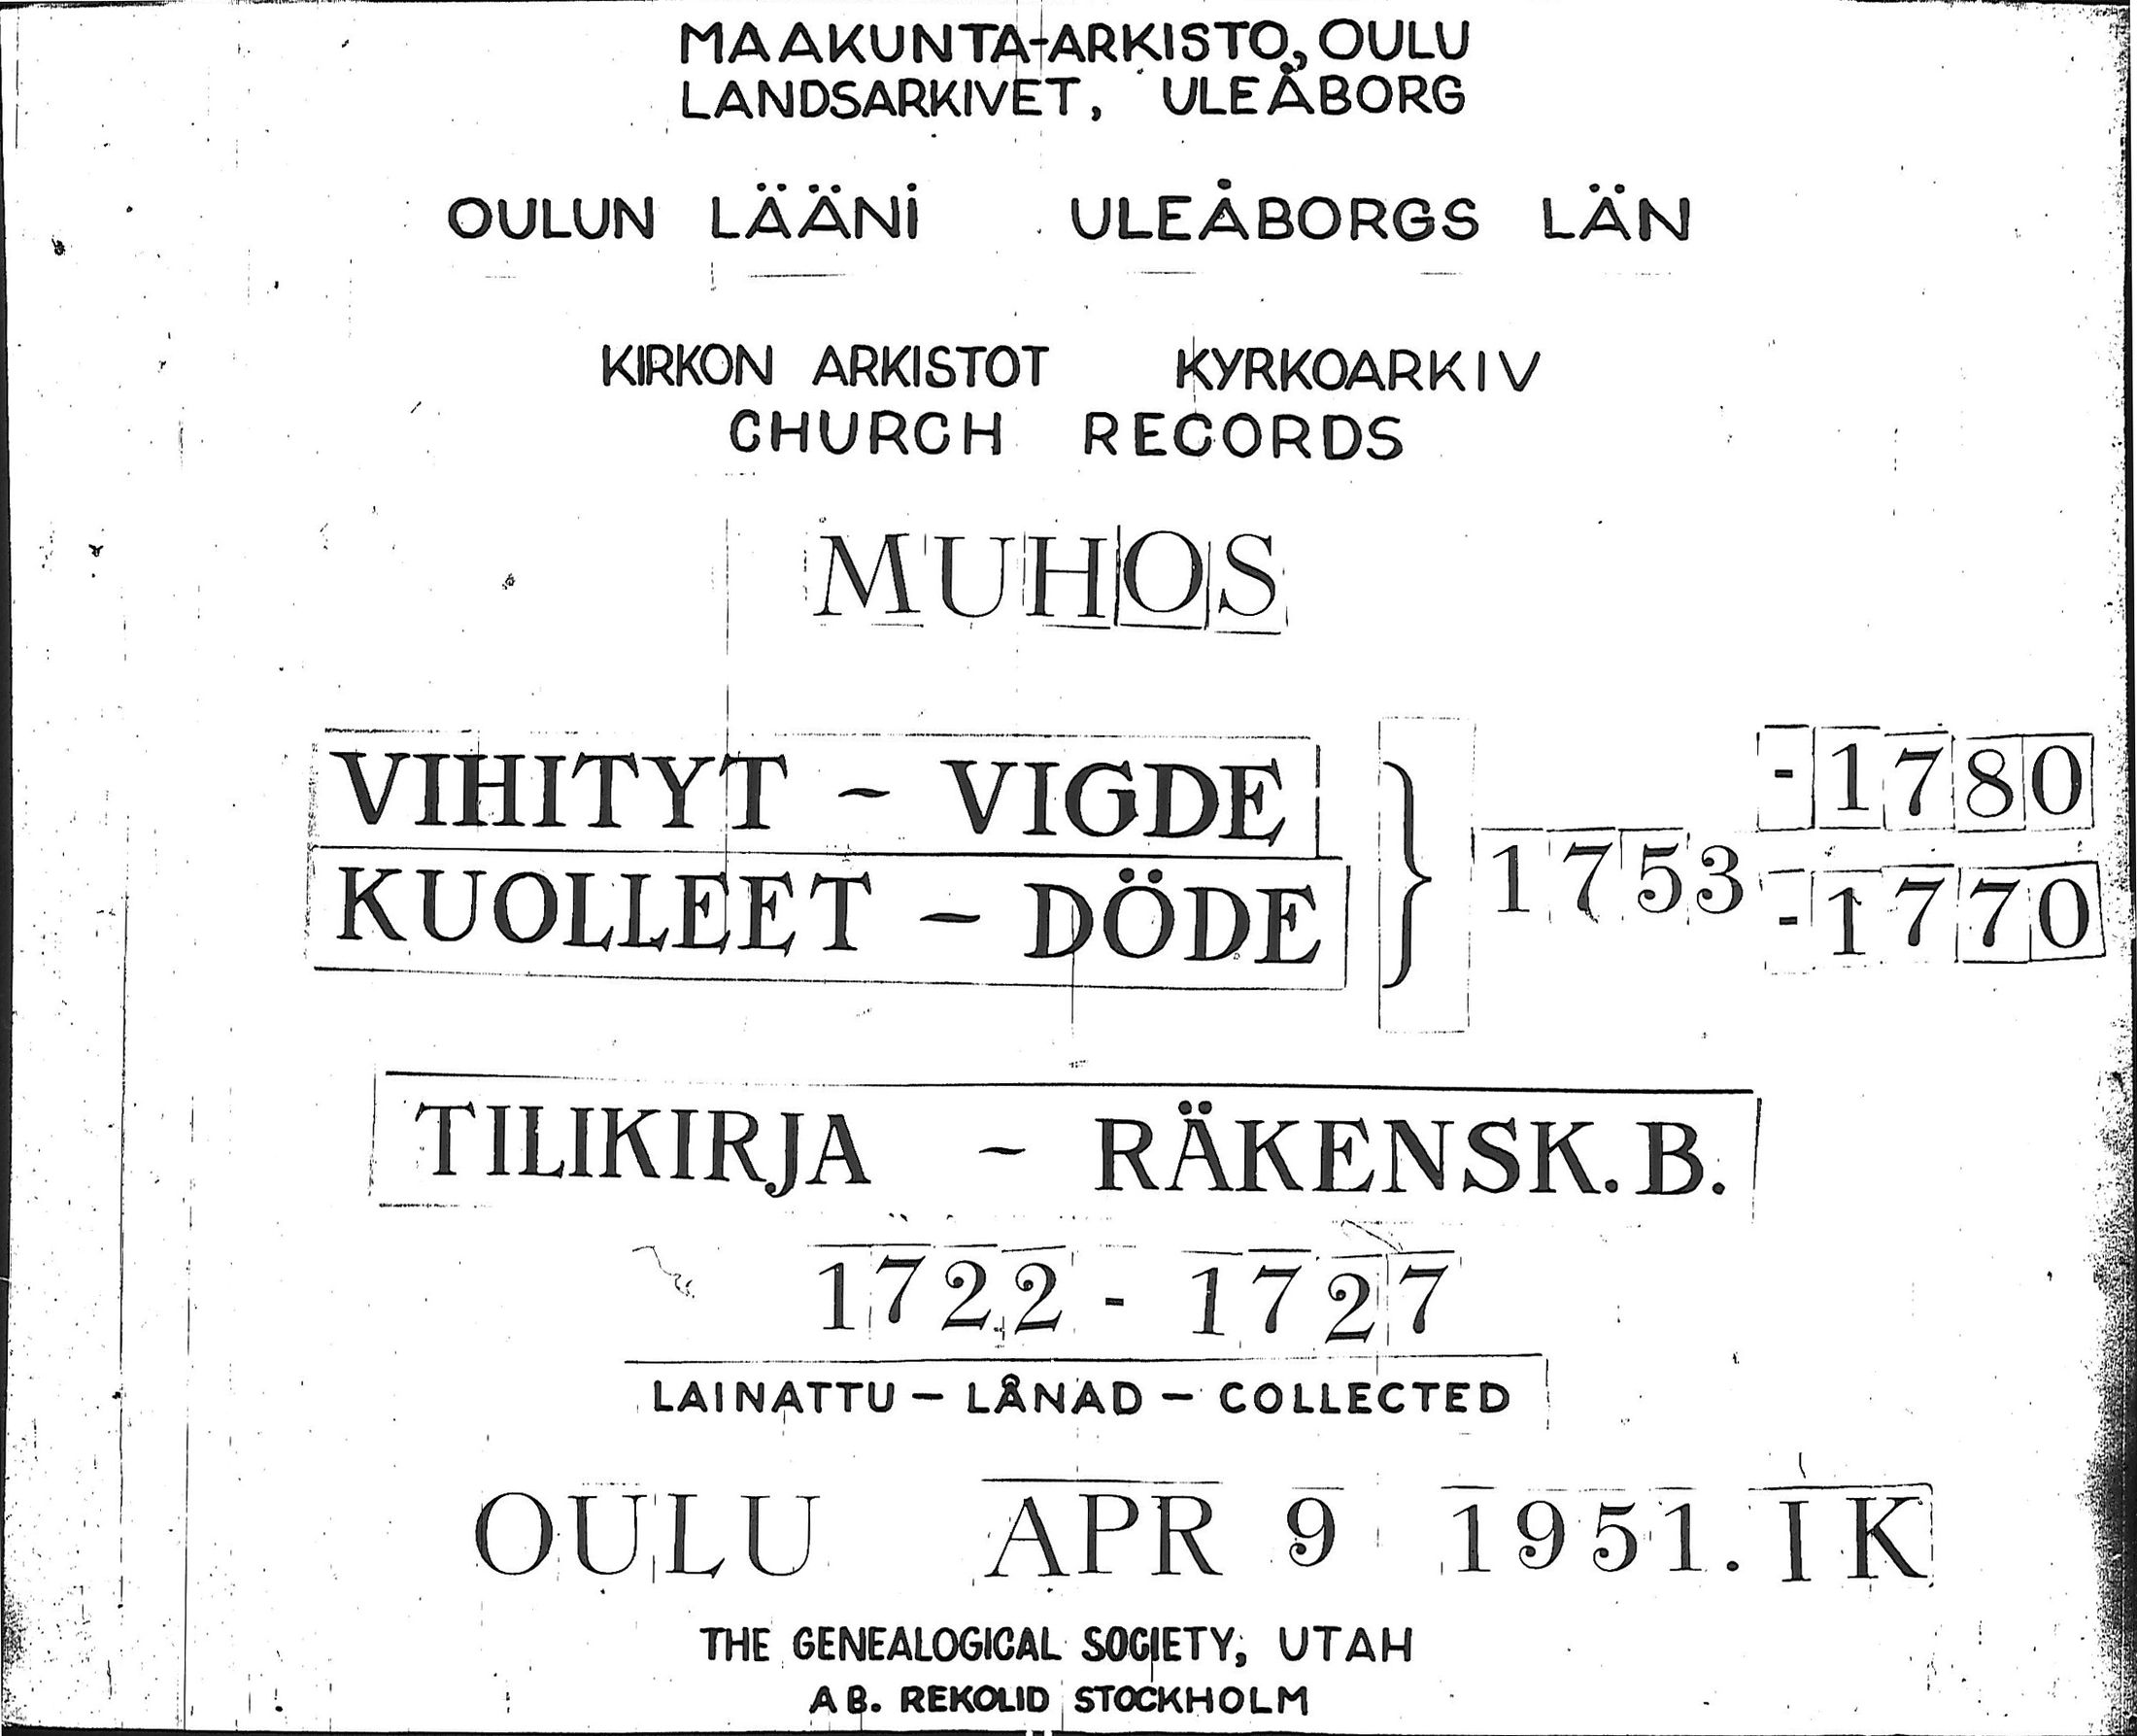 MAAKUNTA-ARKISTO, OULU
LANDSARKIVET, ULEÅBORG
OULUN LÄÄNI ULEÅBORGS LÄN
KIRKON ARKISTOT KYRKOARKIV
CHURCH RECORDS
MUHOS
VIHITYT - VIGDE
KUOLLEET - DÖDE
} 1753
-1780
-1770
TILIKIRJA - RÄKENSK. B.
1722 - 1727
LAINATTU - LÅNAD - COLLECTED
OULU APR 9 1951. I K
THE GENEALOGICAL SOCIETY, UTAH
AB. REKOLID STOCKHOLM